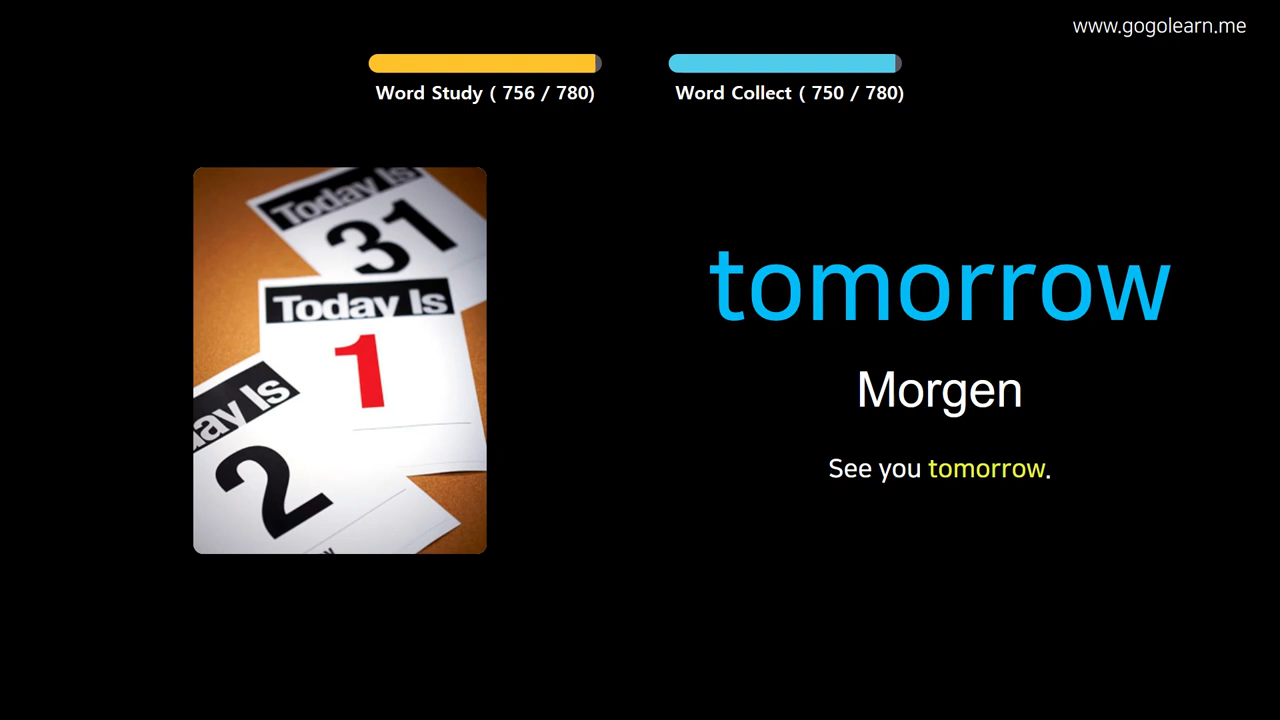 www.gogolearn.me
Word Study ( 756 / 780)
Word Collect ( 750 / 780)
Today Is
31
Today Is
1
day Is
2
tomorrow
Morgen
See you tomorrow.